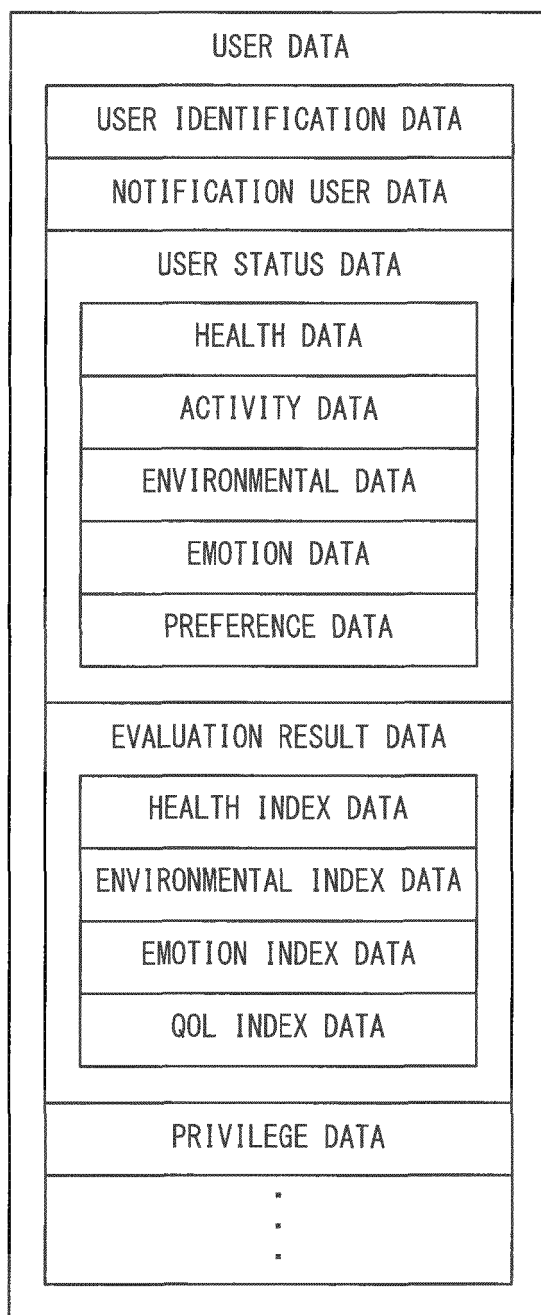 USER DATA
USER IDENTIFICATION DATA
NOTIFICATION USER DATA
USER STATUS DATA
HEALTH DATA
ACTIVITY DATA
ENVIRONMENTAL DATA
EMOTION DATA
PREFERENCE DATA
EVALUATION RESULT DATA
HEALTH INDEX DATA
ENVIRONMENTAL INDEX DATA
EMOTION INDEX DATA
QOL INDEX DATA
PRIVILEGE DATA